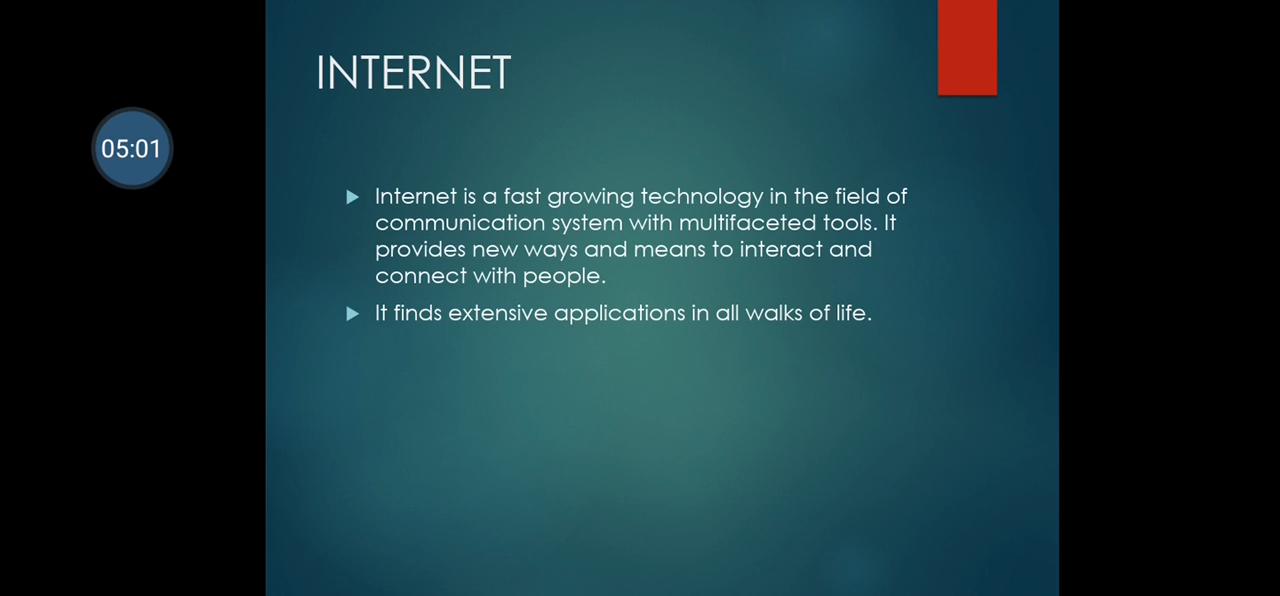 INTERNET
05:01
Internet is a fast growing technology in the field of
communication system with multifaceted tools. It
provides new ways and means to interact and
connect with people.
It finds extensive applications in all walks of life.